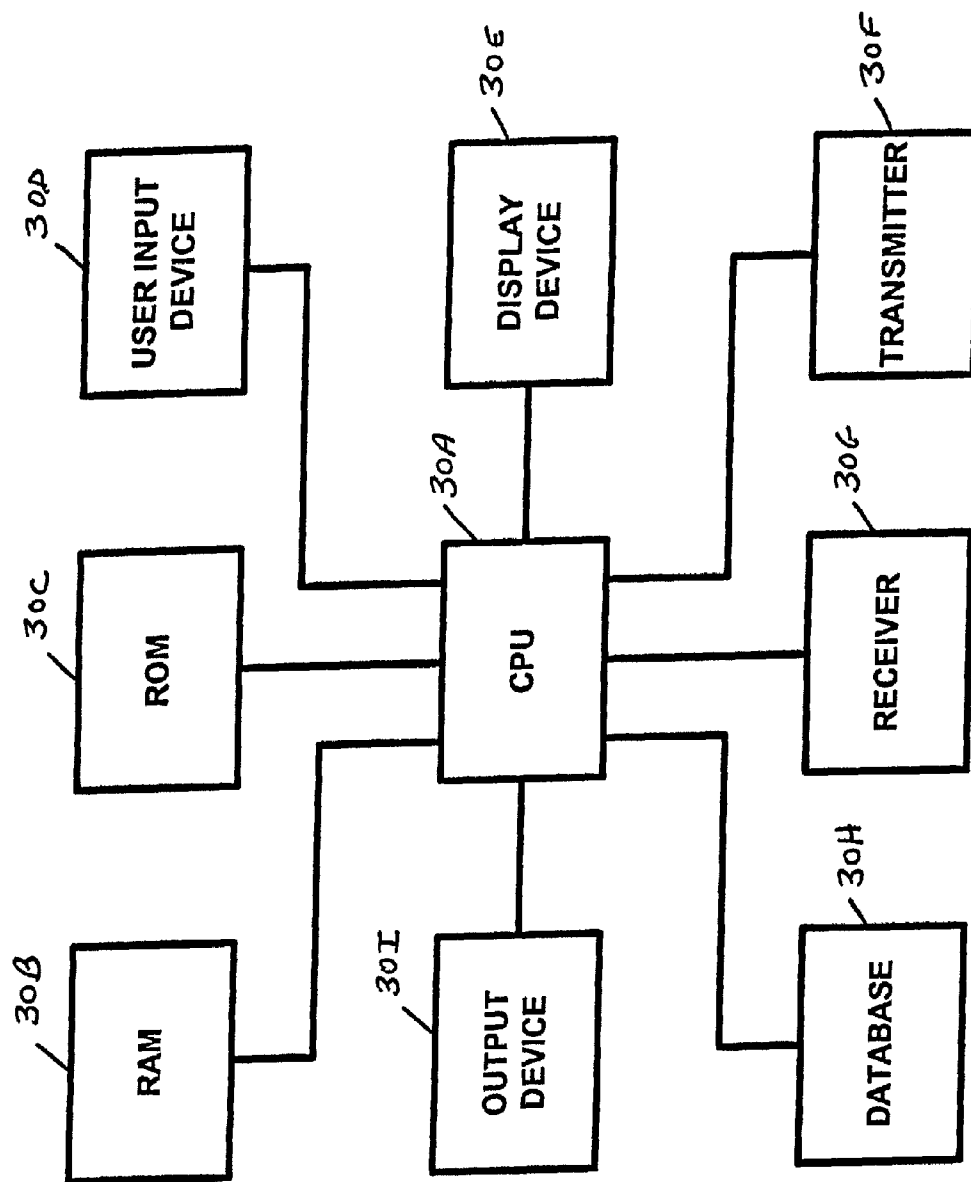 30B
RAM
30C
ROM
30D
USER INPUT
DEVICE
30I
OUTPUT
DEVICE
30A
CPU
30E
DISPLAY
DEVICE
30H
DATABASE
30G
RECEIVER
30F
TRANSMITTER